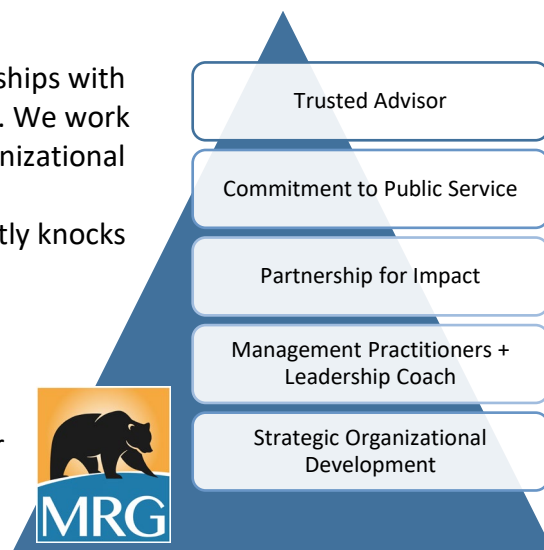 ships with
. We work
nizational
tly knocks
r
Trusted Advisor
Commitment to Public Service
Partnership for Impact
Management Practitioners +
Leadership Coach
Strategic Organizational
Development
MRG